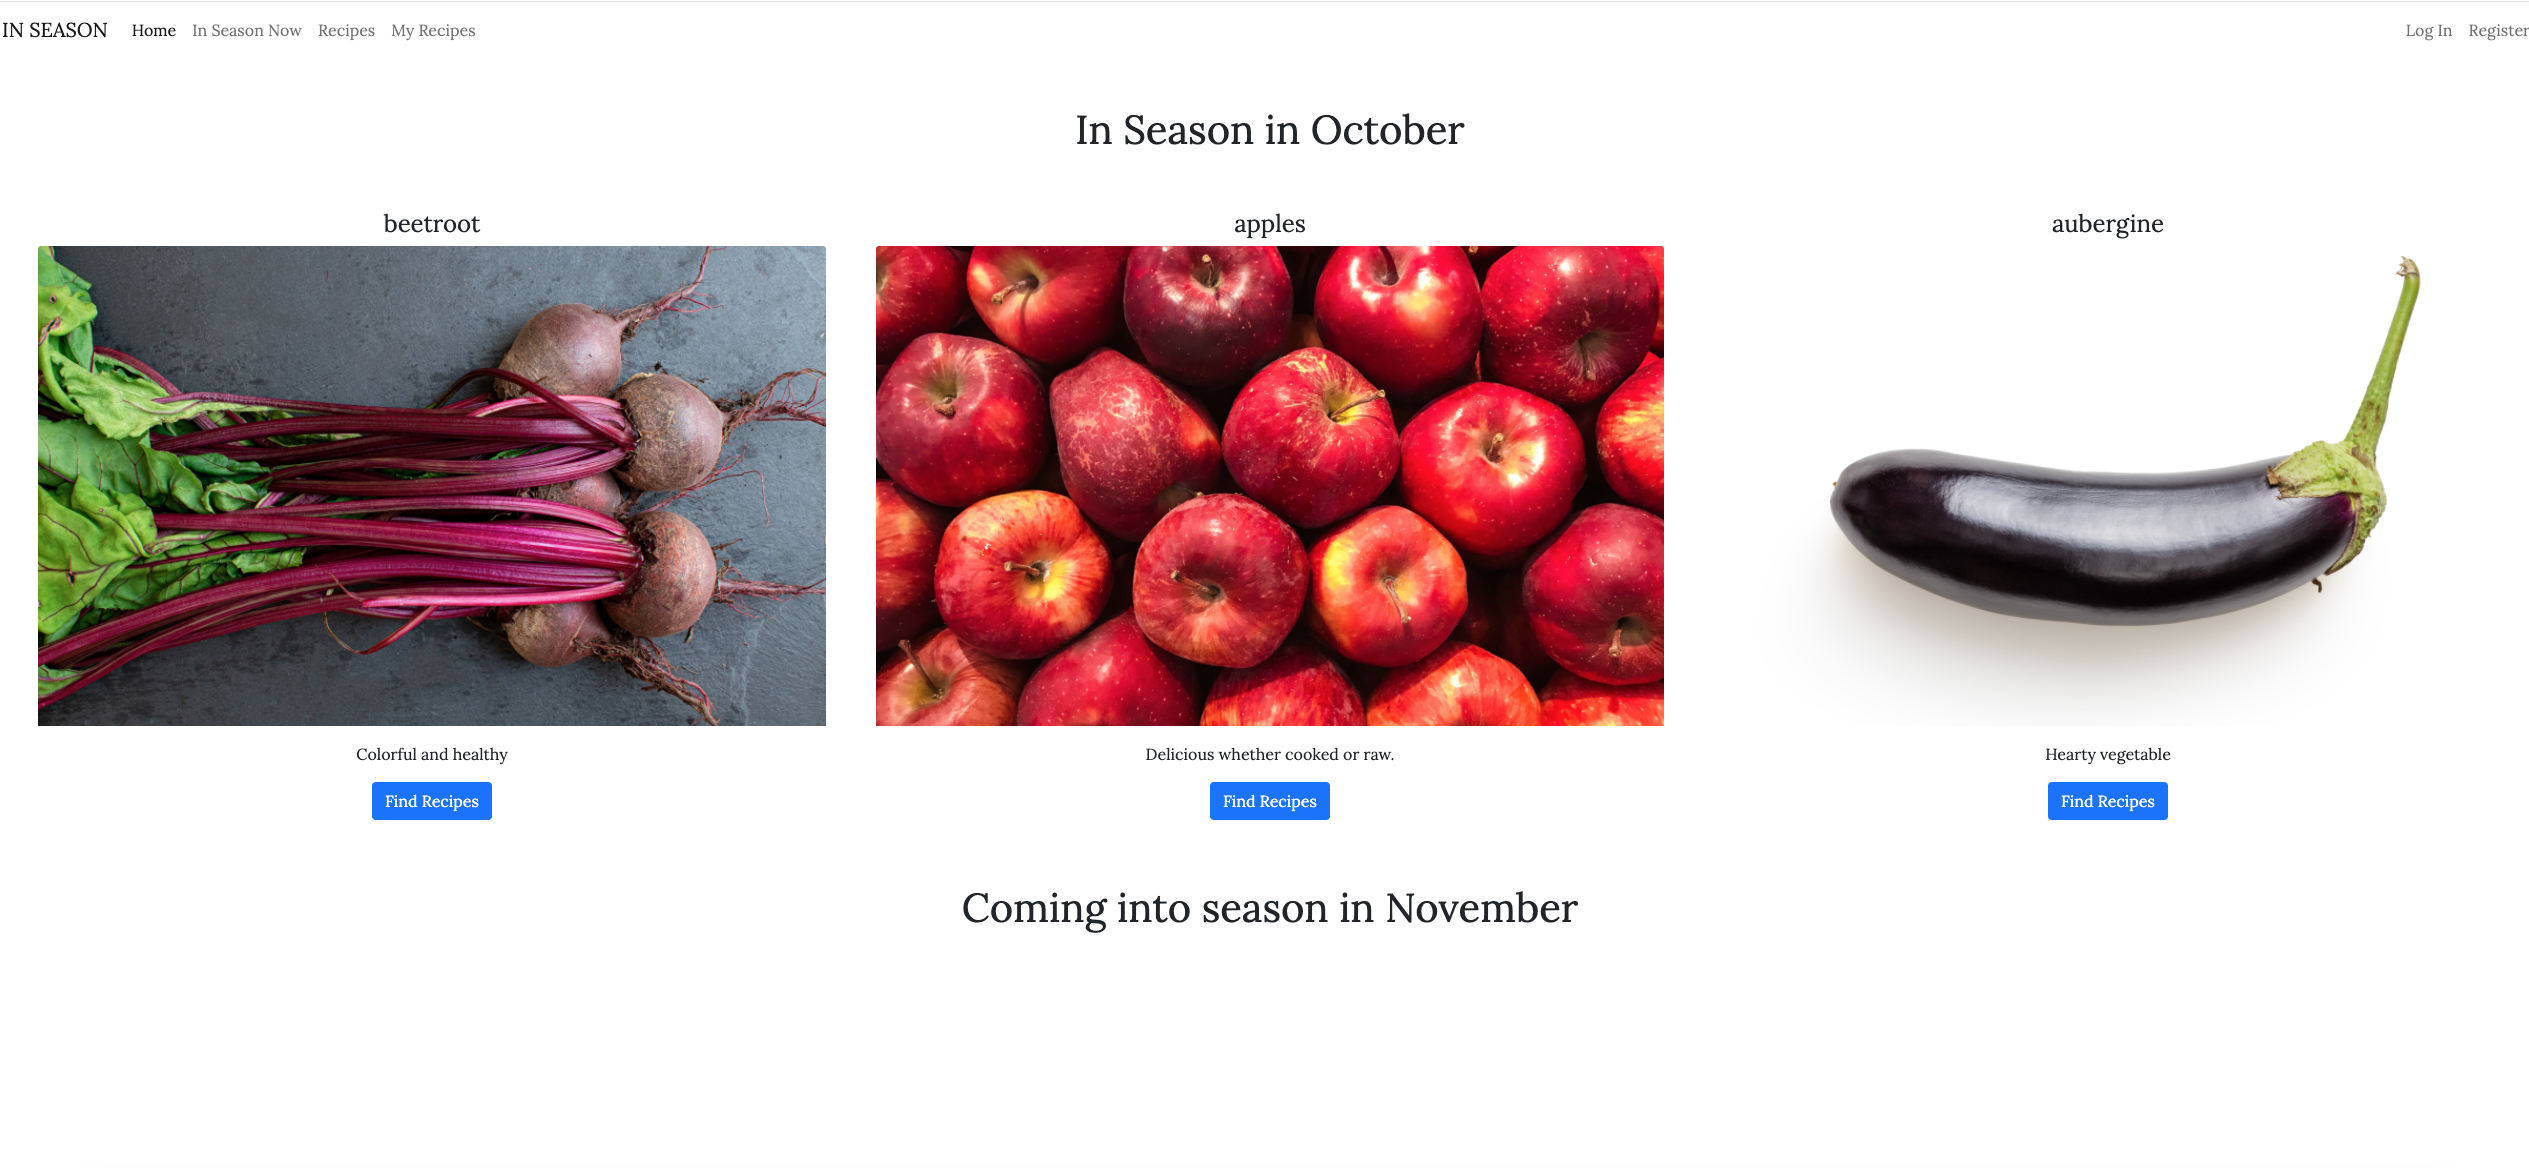 IN SEASON Home In Season Now Recipes My Recipes Log In Register
In Season in October
beetroot apples aubergine
Colorful and healthy Delicious whether cooked or raw. Hearty vegetable
Find Recipes Find Recipes Find Recipes
Coming into season in November